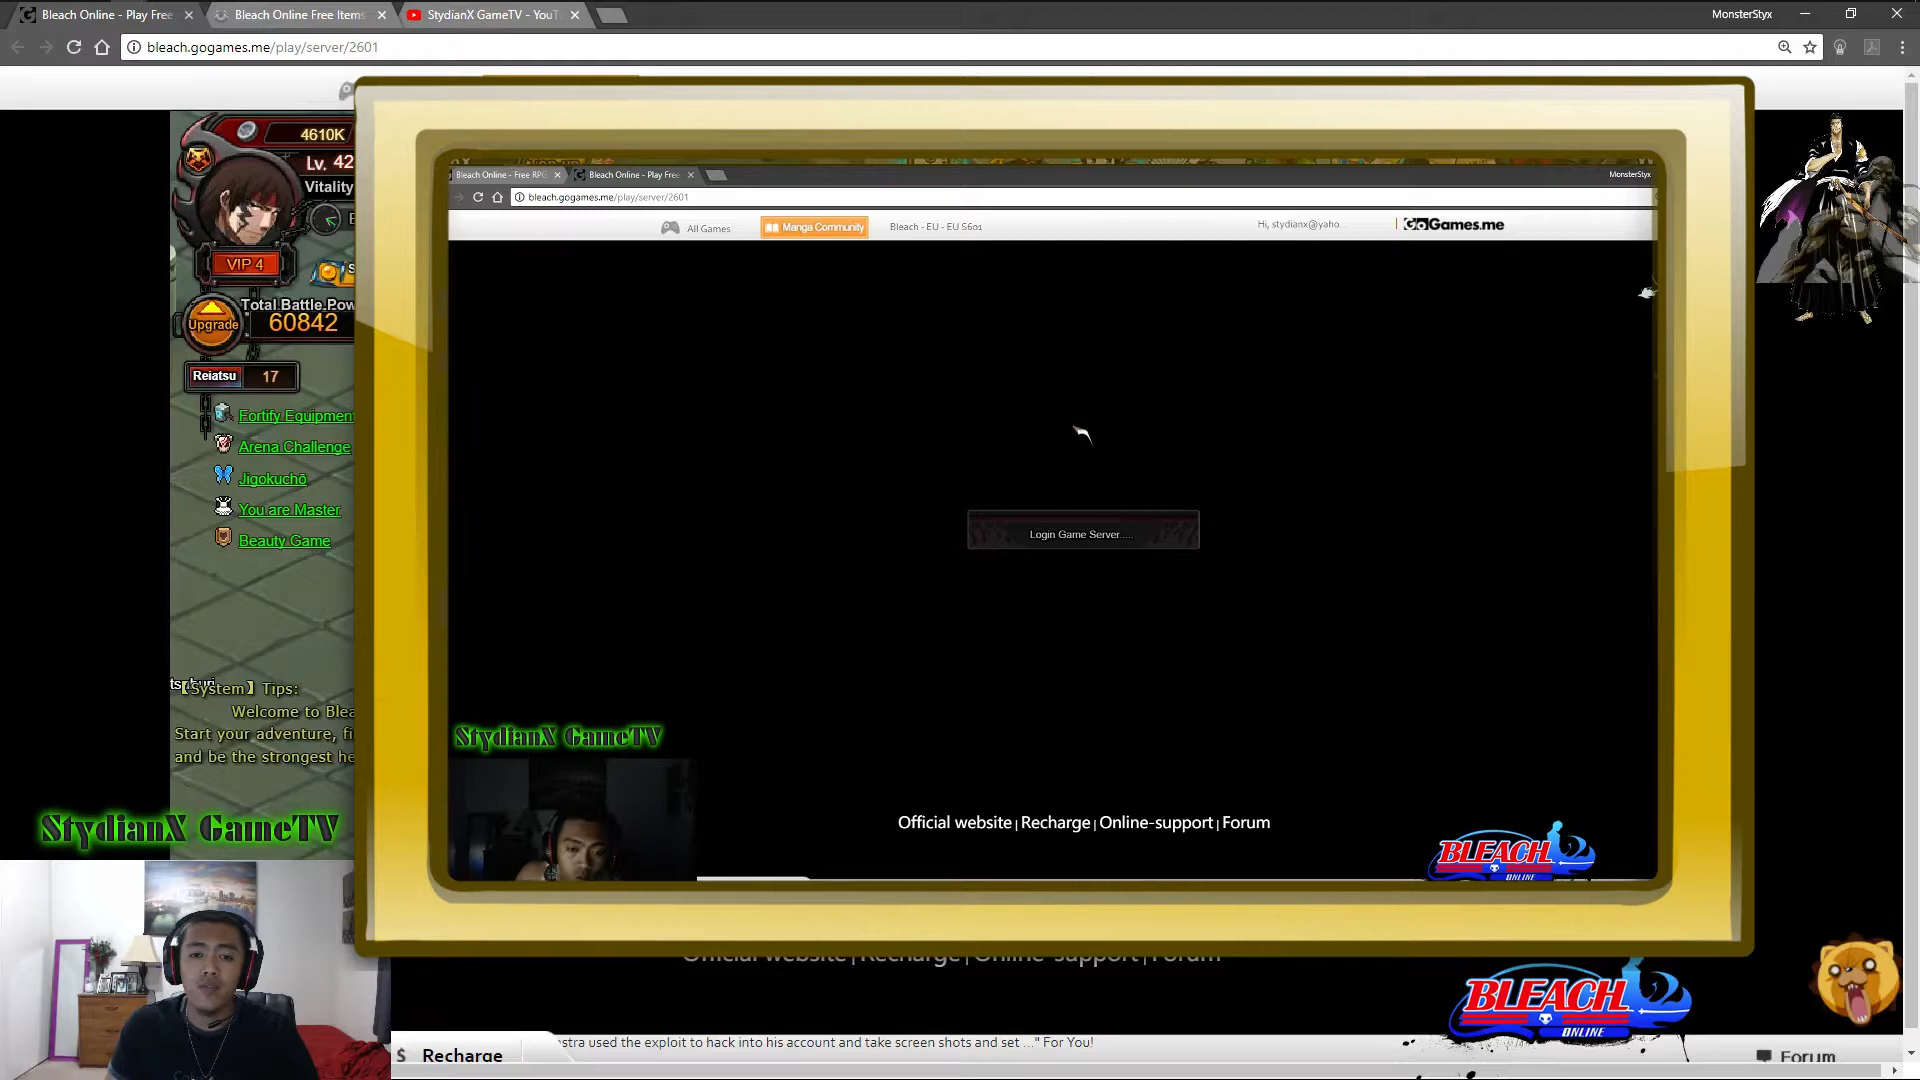 Bleach Online - Play Free
Bleach Online Free Items
StydianX GameTV - YouT
MonsterStyx
bleach.gogames.me/play/server/2601
4610K
Lv. 42
Vitality
VIP 4
Total Battle Pow
Upgrade
60842
Reiatsu 17
Fortify Equipment
Arena Challenge
Jigokuchō
You are Master
Beauty Game
【System】Tips:
Welcome to Blea
Start your adventure, fi
and be the strongest he
StydianX GameTV
Bleach Online - Free RPG
Bleach Online - Play Free
MonsterStyx
bleach.gogames.me/play/server/2601
All Games
Manga Community
Bleach - EU - EU S601
Hi, stydianx@yaho...
GoGames.me
Login Game Server.....
StydianX GameTV
Official website | Recharge | Online-support | Forum
BLEACH
ONLINE
Official website | Recharge | Online-support | Forum
BLEACH
ONLINE
stra used the exploit to hack into his account and take screen shots and set ..." For You!
$ Recharge
Forum